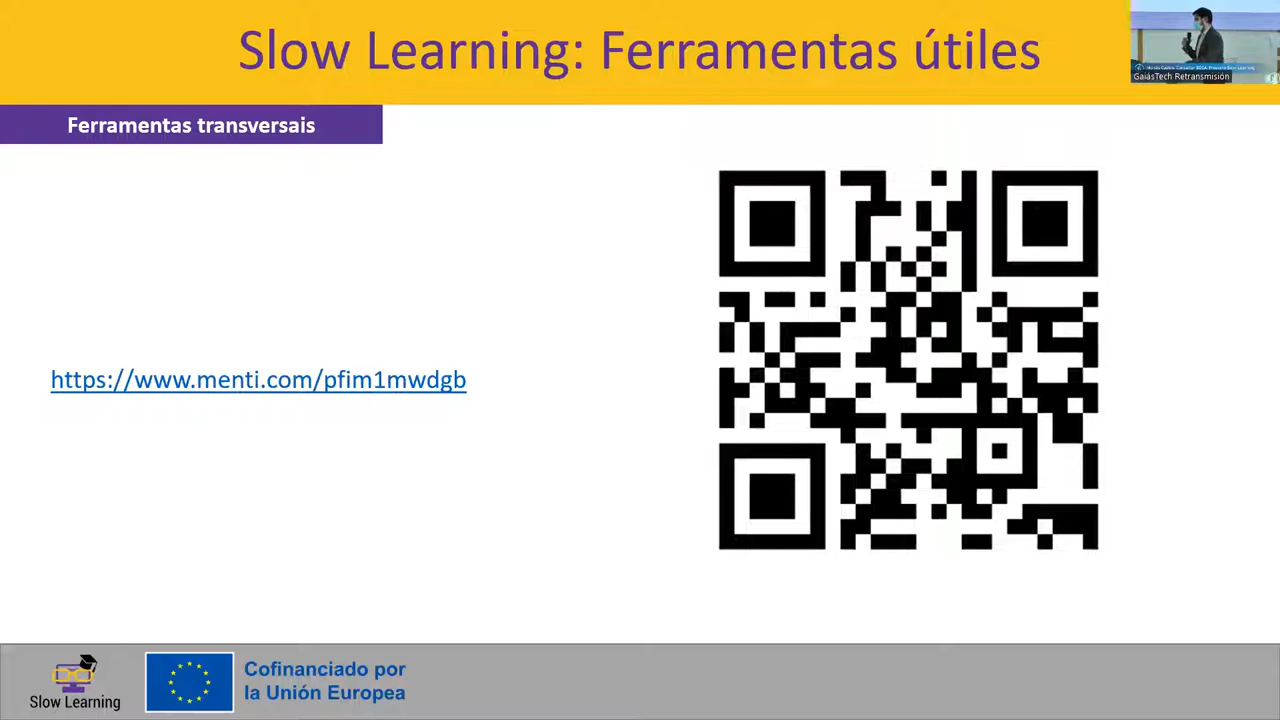 Slow Learning: Ferramentas útiles
GaiásTech Retransmisión
Ferramentas transversais
https://www.menti.com/pfim1mwdgb
Slow Learning
Cofinanciado por
la Unión Europea